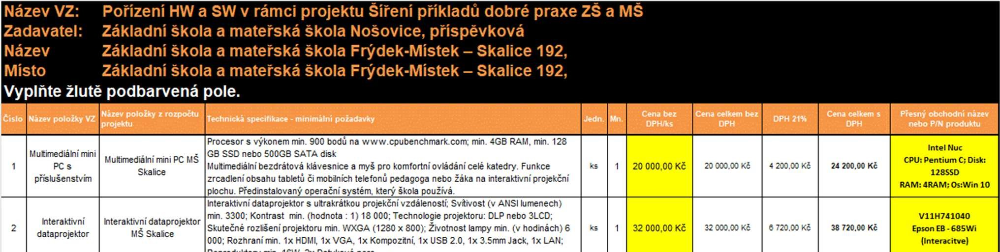 Název VZ: Pořízení HW a SW v rámci projektu Šíření příkladů dobré praxe ZŠ a MŠ
Zadavatel: Základní škola a mateřská škola Nošovice, příspěvková
Název Základní škola a mateřská škola Frýdek-Místek – Skalice 192,
Místo Základní škola a mateřská škola Frýdek-Místek – Skalice 192,
Vyplňte žlutě podbarvená pole.
Číslo
Název položky VZ
Název položky z rozpočtu
projektu
Technická specifikace - minimální požadavky
Jedn.
Mn.
Cena bez
DPH/ks
Cena celkem bez
DPH
DPH 21%
Cena celkem s
DPH
Přesný obchodní název
nebo P/N produktu
1
Multimediální mini
PC s
příslušenstvím
Multimediální mini PC MŠ
Skalice
Procesor s výkonem min. 900 bodů na www.cpubenchmark.com; min. 4GB RAM, min. 128
GB SSD nebo 500GB SATA disk
Multimediální bezdrátová klávesnice a myš pro komfortní ovládání celé katedry. Funkce
zrcadlení obsahu tabletů či mobilních telefonů pedagoga nebo žáka na interaktivní projekční
plochu. Předinstalovaný operační systém, který škola používá.
ks
1
20 000,00 Kč
20 000,00 Kč
4 200,00 Kč
24 200,00 Kč
Intel Nuc
CPU: Pentium C; Disk:
128SSD
RAM: 4RAM; Os:Win 10
2
Interaktivní
dataprojektor
Interaktivní dataprojektor
MŠ Skalice
Interaktivní dataprojektor s ultrakrátkou projekční vzdáleností; Svítivost (v ANSI lumenech)
min. 3300; Kontrast min. (hodnota : 1) 18 000; Technologie projektoru: DLP nebo 3LCD;
Skutečné rozlišení projektoru min. WXGA (1280 x 800); Životnost lampy min. (v hodinách) 6
000; Rozhraní min. 1x HDMI, 1x VGA, 1x Kompozitní, 1x USB 2.0, 1x 3.5mm Jack, 1x LAN;
ks
1
32 000,00 Kč
32 000,00 Kč
6 720,00 Kč
38 720,00 Kč
V11H741040
Epson EB - 685Wi
(Interacitve)